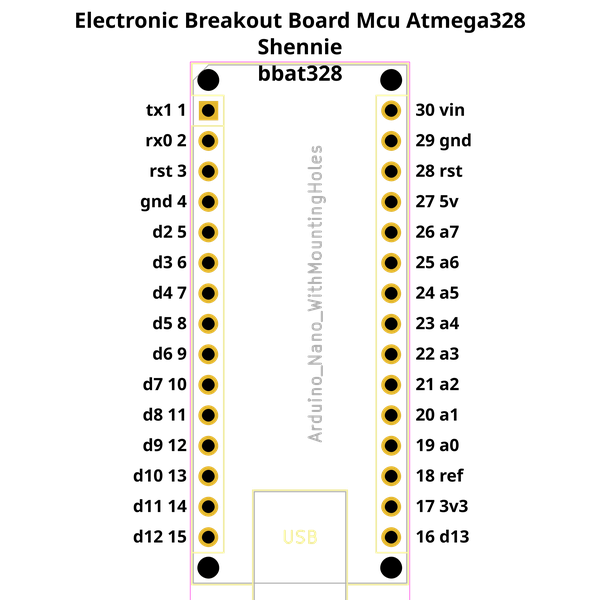 Electronic Breakout Board Mcu Atmega328
Shennie
bbat328
tx1 1
rx0 2
rst 3
gnd 4
d2 5
d3 6
d4 7
d5 8
d6 9
d7 10
d8 11
d9 12
d10 13
d11 14
d12 15
Arduino_Nano_WithMountingHoles
USB
30 vin
29 gnd
28 rst
27 5v
26 a7
25 a6
24 a5
23 a4
22 a3
21 a2
20 a1
19 a0
18 ref
17 3v3
16 d13